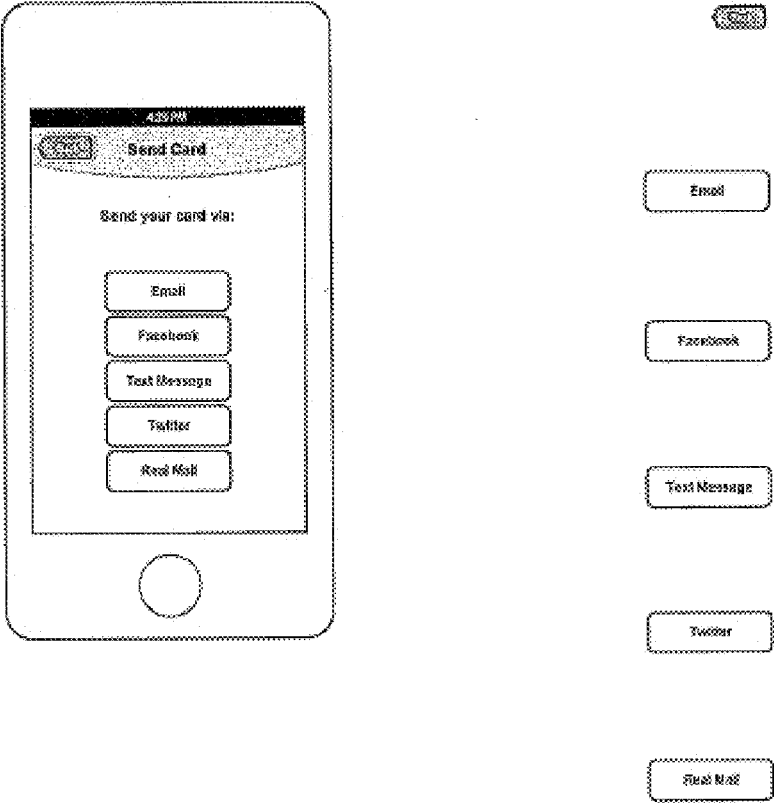 Send Card
Send your card via:
Email
Facebook
Text Message
Twitter
Real Mail
Email
Facebook
Text Message
Twitter
Real Mail